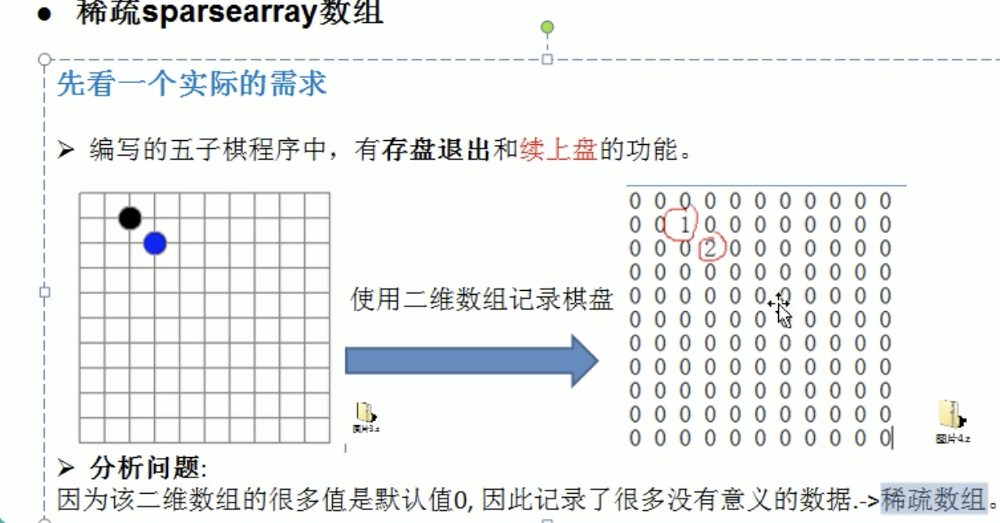 ● 稀疏sparsearray数组
先看一个实际的需求
➢ 编写的五子棋程序中，有存盘退出和续上盘的功能。
使用二维数组记录棋盘
0 0 0 0 0 0 0 0 0 0 0
0 0 1 0 0 0 0 0 0 0 0
0 0 0 2 0 0 0 0 0 0 0
0 0 0 0 0 0 0 0 0 0 0
0 0 0 0 0 0 0 0 0 0 0
0 0 0 0 0 0 0 0 0 0 0
0 0 0 0 0 0 0 0 0 0 0
0 0 0 0 0 0 0 0 0 0 0
0 0 0 0 0 0 0 0 0 0 0
0 0 0 0 0 0 0 0 0 0 0
0 0 0 0 0 0 0 0 0 0 0
图片3.z
图片4.z
➢ 分析问题:
因为该二维数组的很多值是默认值0, 因此记录了很多没有意义的数据.->稀疏数组。